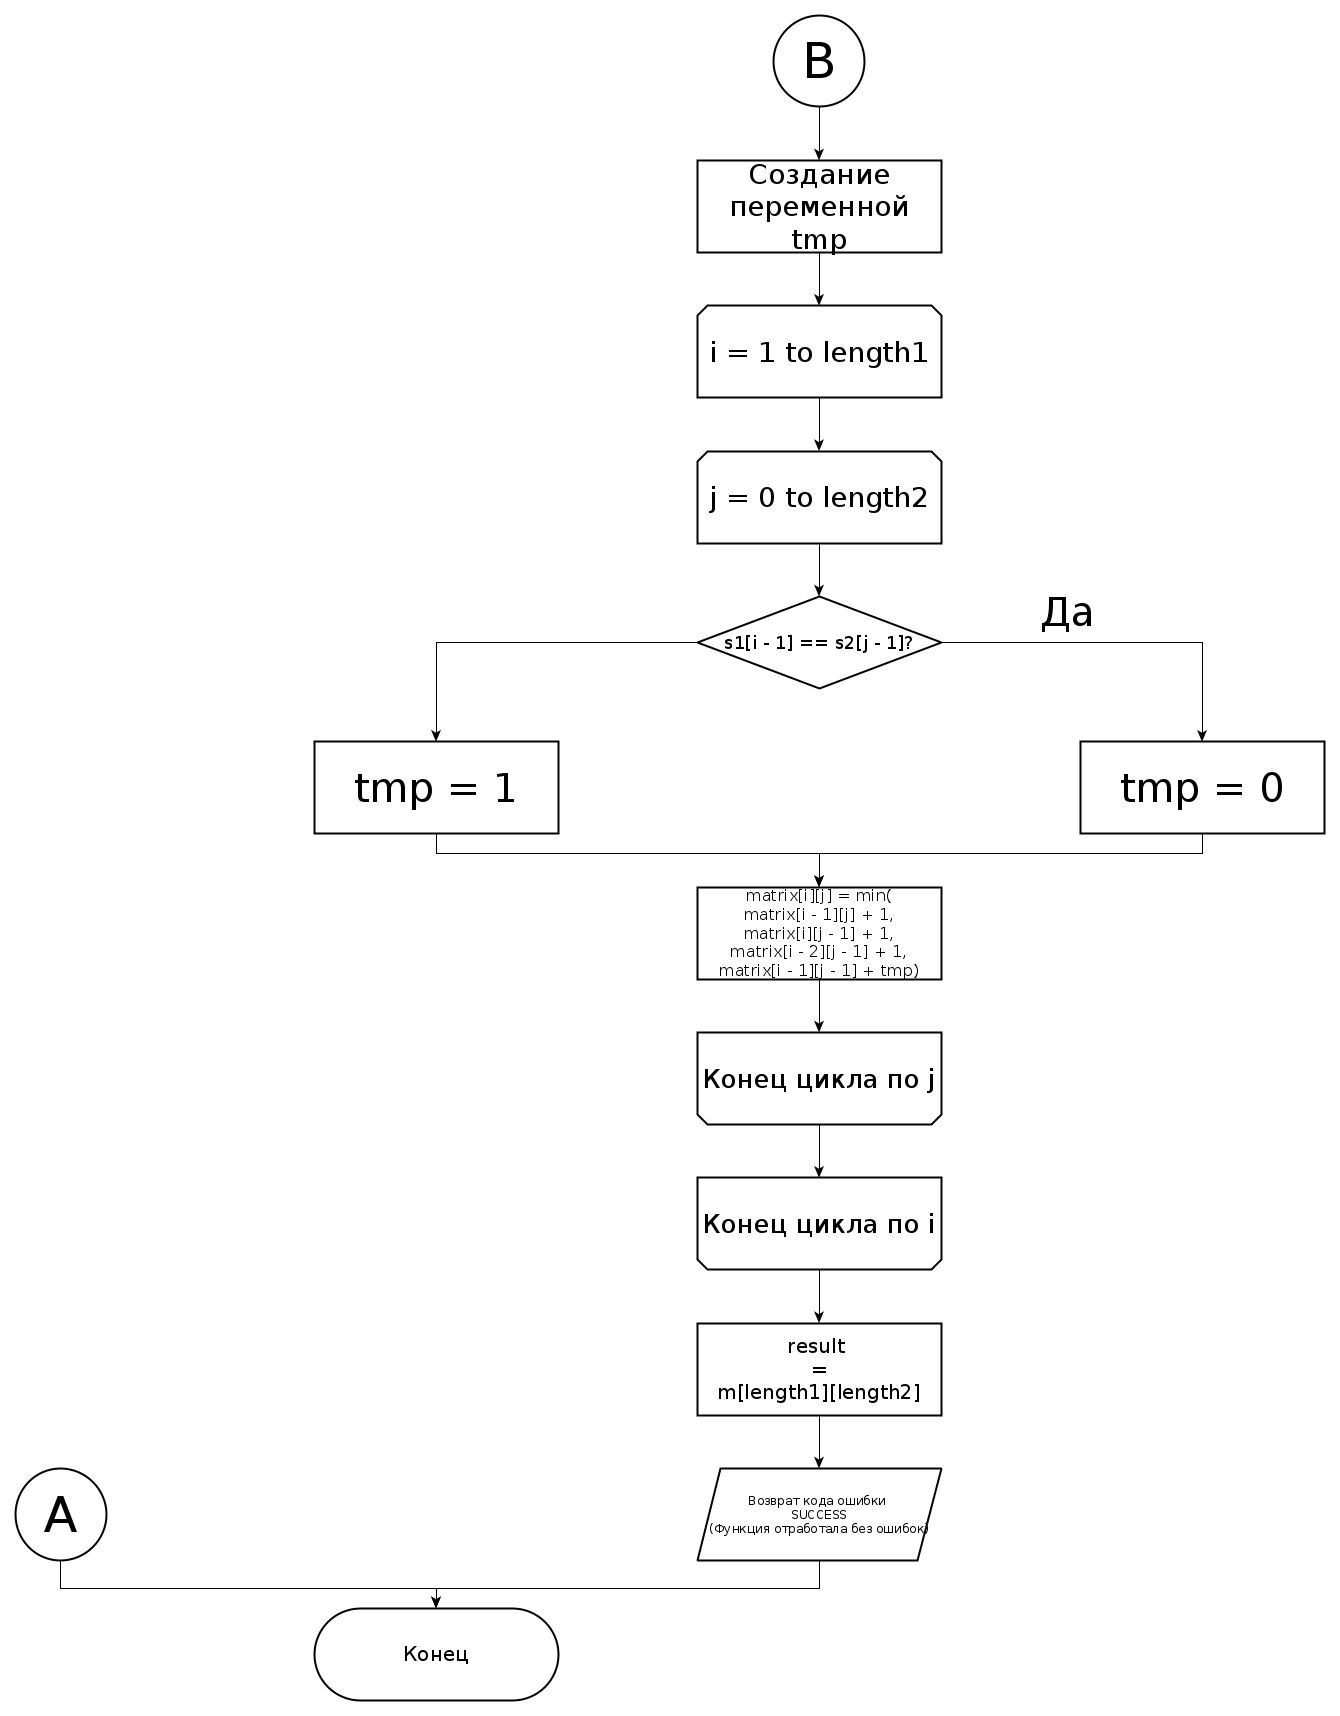 B
Создание
переменной
tmp
i = 1 to length1
j = 0 to length2
s1[i - 1] == s2[j - 1]?
Да
tmp = 1
tmp = 0
matrix[i][j] = min(
matrix[i - 1][j] + 1,
matrix[i][j - 1] + 1,
matrix[i - 2][j - 1] + 1,
matrix[i - 1][j - 1] + tmp)
Конец цикла по j
Конец цикла по i
result
=
m[length1][length2]
A
Возврат кода ошибки
SUCCESS
(Функция отработала без ошибок)
Конец